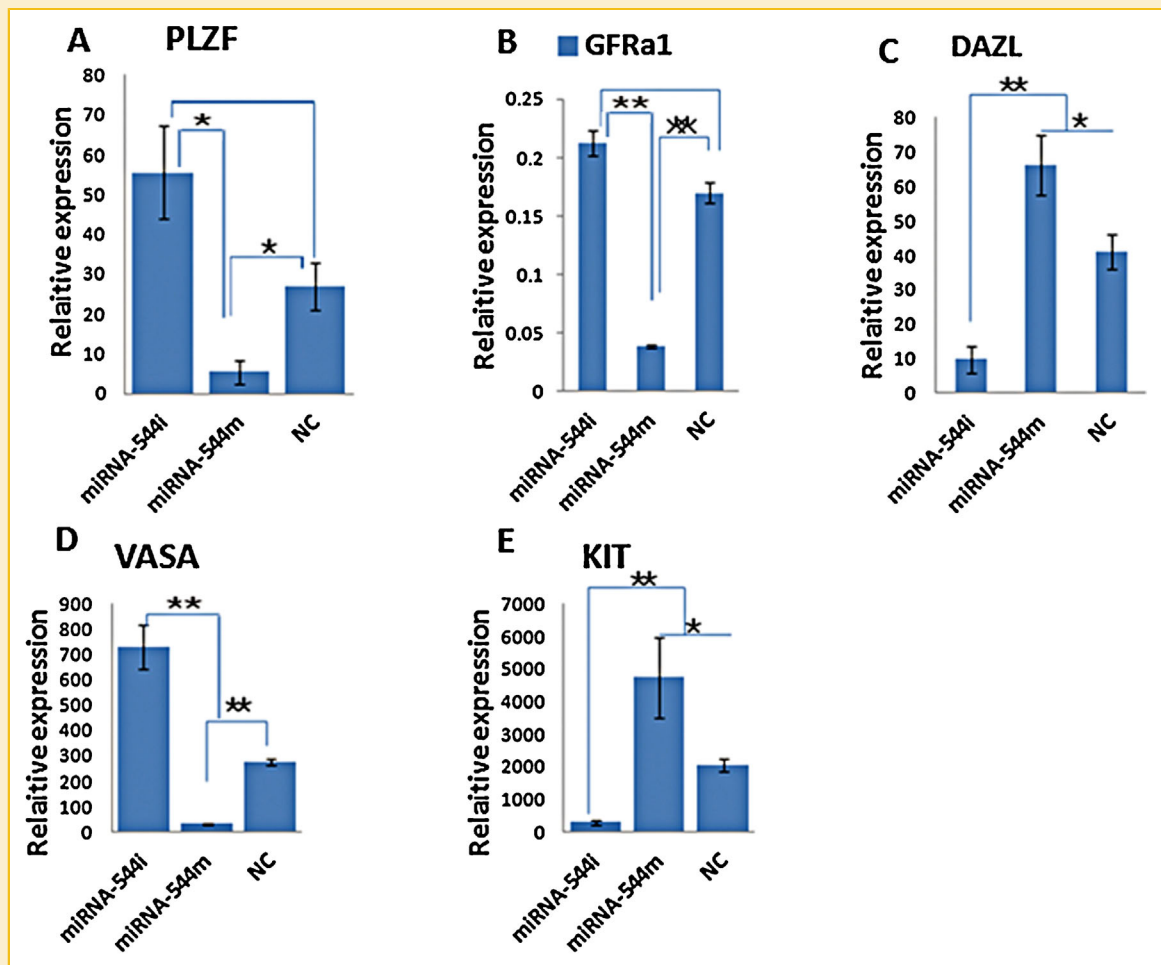 A PLZF
Relaitive expression
80
70
60
50
40
30
20
10
0
*
*
miRNA-544i
miRNA-544m
NC
B GFRa1
Relaitive expression
0.25
0.2
0.15
0.1
0.05
0
**
**
miRNA-544i
miRNA-544m
NC
C DAZL
Relaitive expression
80
70
60
50
40
30
20
10
0
**
*
miRNA-544i
miRNA-544m
NC
D VASA
Relaitive expression
900
800
700
600
500
400
300
200
100
0
**
**
miRNA-544i
miRNA-544m
NC
E KIT
Relaitive expression
7000
6000
5000
4000
3000
2000
1000
0
**
*
miRNA-544i
miRNA-544m
NC